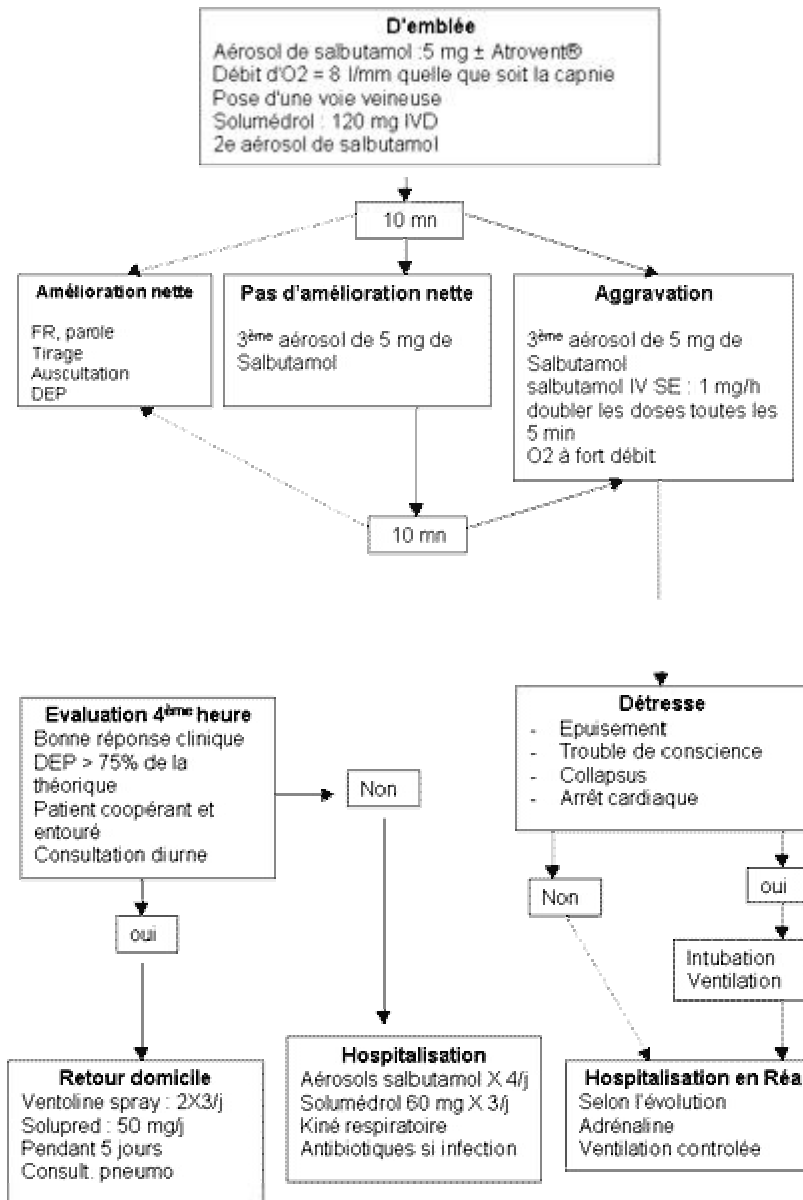 D'emblée
Aérosol de salbutamol :5 mg ± Atrovent®
Débit d'O2 = 8 l/mm quelle que soit la capnie
Pose d'une voie veineuse
Solumédrol : 120 mg IVD
2e aérosol de salbutamol
10 mn
Amélioration nette
FR, parole
Tirage
Auscultation
DEP
Pas d'amélioration nette
3ème aérosol de 5 mg de
Salbutamol
Aggravation
3ème aérosol de 5 mg de
Salbutamol
salbutamol IV SE : 1 mg/h
doubler les doses toutes les
5 min
O2 à fort débit
10 mn
Evaluation 4ème heure
Bonne réponse clinique
DEP > 75% de la
théorique
Patient coopérant et
entouré
Consultation diurne
Non
Détresse
- Epuisement
- Trouble de conscience
- Collapsus
- Arrêt cardiaque
Non
oui
oui
Intubation
Ventilation
Retour domicile
Ventoline spray : 2X3/j
Solupred : 50 mg/j
Pendant 5 jours
Consult. pneumo
Hospitalisation
Aérosols salbutamol X 4/j
Solumédrol 60 mg X 3/j
Kiné respiratoire
Antibiotiques si infection
Hospitalisation en Réa
Selon l'évolution
Adrénaline
Ventilation controlée